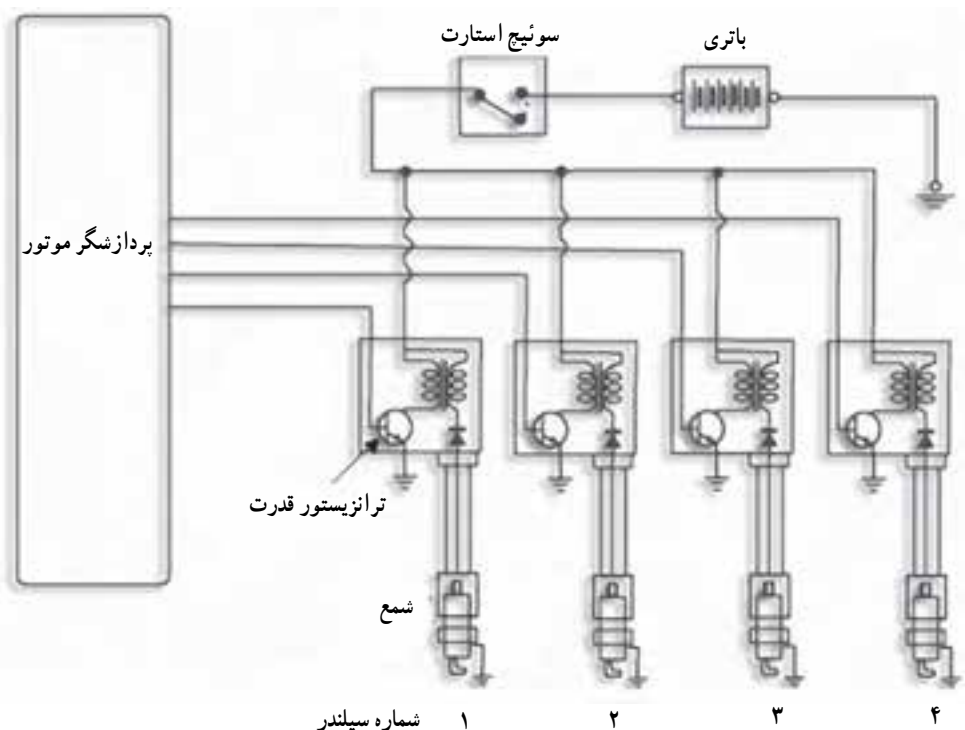 سوئیچ استارت
باتری
پردازشگر موتور
ترانزیستور قدرت
شمع
شماره سیلندر ۱ ۲ ۳ ۴